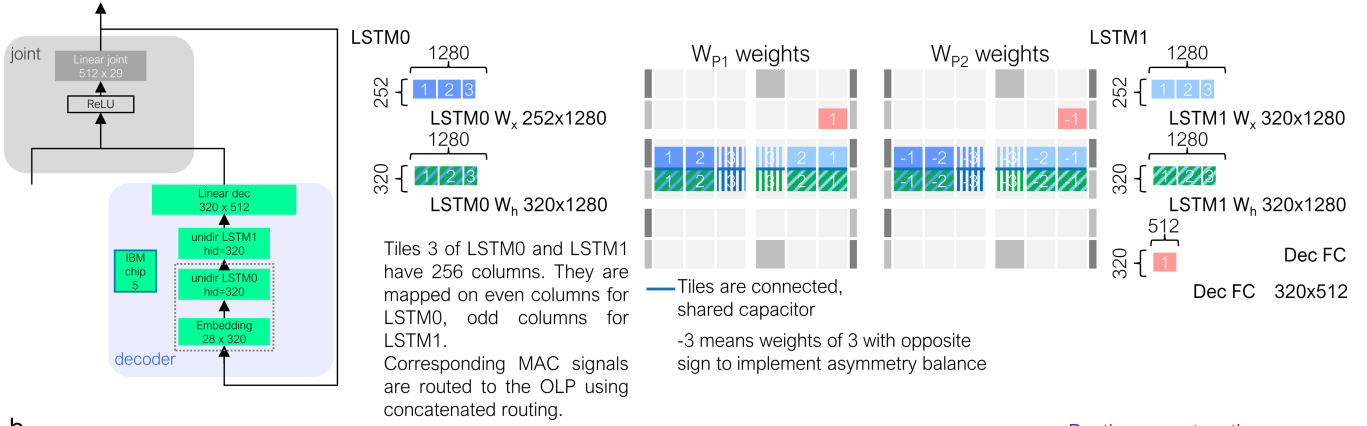 joint
Linear joint
512 x 29
ReLU
Linear dec
320 x 512
unidir LSTM1
hid=320
IBM
chip
5
unidir LSTM0
hid=320
Embedding
28 x 320
decoder
LSTM0
1280
252
1 2 3
LSTM0 Wx 252x1280
1280
320
1 2 3
LSTM0 Wh 320x1280
Tiles 3 of LSTM0 and LSTM1
have 256 columns. They are
mapped on even columns for
LSTM0, odd columns for
LSTM1.
Corresponding MAC signals
are routed to the OLP using
concatenated routing.
WP1 weights
1
1 2 3 3 2 1
1 2 3 3 2 1
WP2 weights
-1
-1 -2 -3 -3 -2 -1
-1 -2 -3 -3 -2 -1
Tiles are connected,
shared capacitor
-3 means weights of 3 with opposite
sign to implement asymmetry balance
LSTM1
1280
252
1 2 3
LSTM1 Wx 320x1280
1280
320
1 2 3
LSTM1 Wh 320x1280
512
320
1
Dec FC
Dec FC 320x512